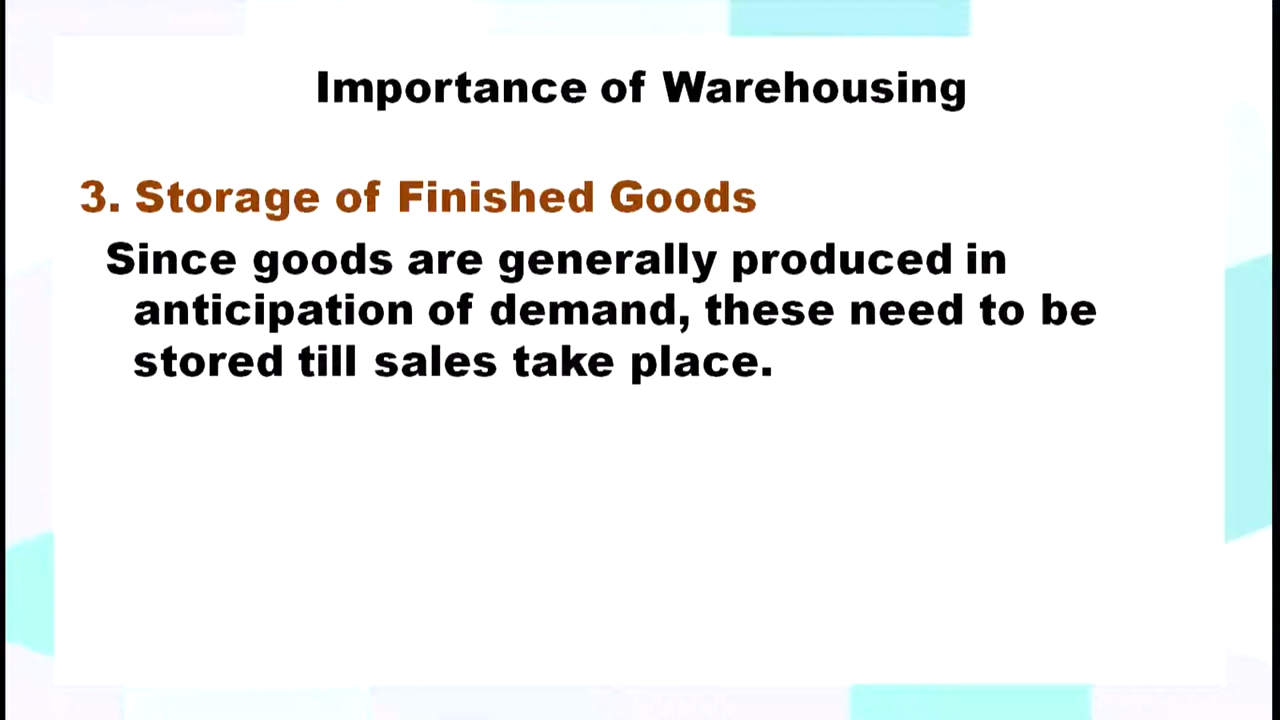 Importance of Warehousing
3. Storage of Finished Goods
Since goods are generally produced in
anticipation of demand, these need to be
stored till sales take place.